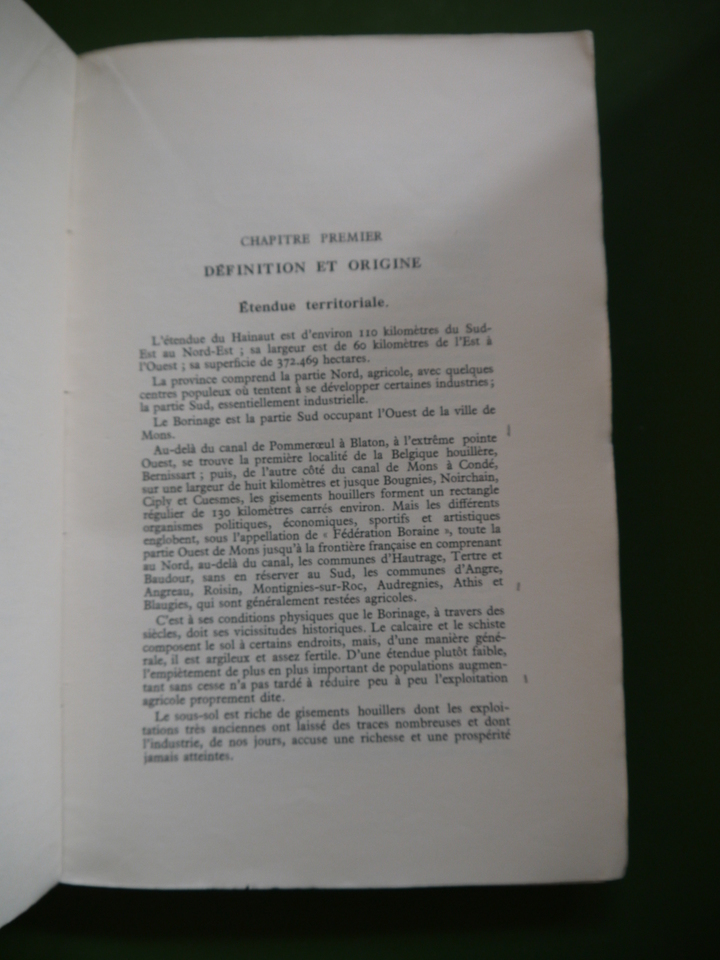 CHAPITRE PREMIER
DÉFINITION ET ORIGINE
Étendue territoriale.
L'étendue du Hainaut est d'environ 110 kilomètres du Sud-
Est au Nord-Est ; sa largeur est de 60 kilomètres de l'Est à
l'Ouest ; sa superficie de 372.469 hectares.
La province comprend la partie Nord, agricole, avec quelques
centres populeux où tentent à se développer certaines industries ;
la partie Sud, essentiellement industrielle.
Le Borinage est la partie Sud occupant l'Ouest de la ville de
Mons.
Au-delà du canal de Pommerœul à Blaton, à l'extrême pointe
Ouest, se trouve la première localité de la Belgique houillère,
Bernissart ; puis, de l'autre côté du canal de Mons à Condé,
sur une largeur de huit kilomètres et jusque Bougnies, Noirchain,
Ciply et Cuesmes, les gisements houillers forment un rectangle
régulier de 130 kilomètres carrés environ. Mais les différents
organismes politiques, économiques, sportifs et artistiques
englobent, sous l'appellation de « Fédération Boraine », toute la
partie Ouest de Mons jusqu'à la frontière française en comprenant
au Nord, au-delà du canal, les communes d'Hautrage, Tertre et
Baudour, sans en réserver au Sud, les communes d'Angre,
Angreau, Roisin, Montignies-sur-Roc, Audregnies, Athis et
Blaugies, qui sont généralement restées agricoles.
C'est à ses conditions physiques que le Borinage, à travers des
siècles, doit ses vicissitudes historiques. Le calcaire et le schiste
composent le sol à certains endroits, mais, d'une manière géné-
rale, il est argileux et assez fertile. D'une étendue plutôt faible,
l'empiètement de plus en plus important de populations augmen-
tant sans cesse n'a pas tardé à réduire peu à peu l'exploitation
agricole proprement dite.
Le sous-sol est riche de gisements houillers dont les exploi-
tations très anciennes ont laissé des traces nombreuses et dont
l'industrie, de nos jours, accuse une richesse et une prospérité
jamais atteintes.